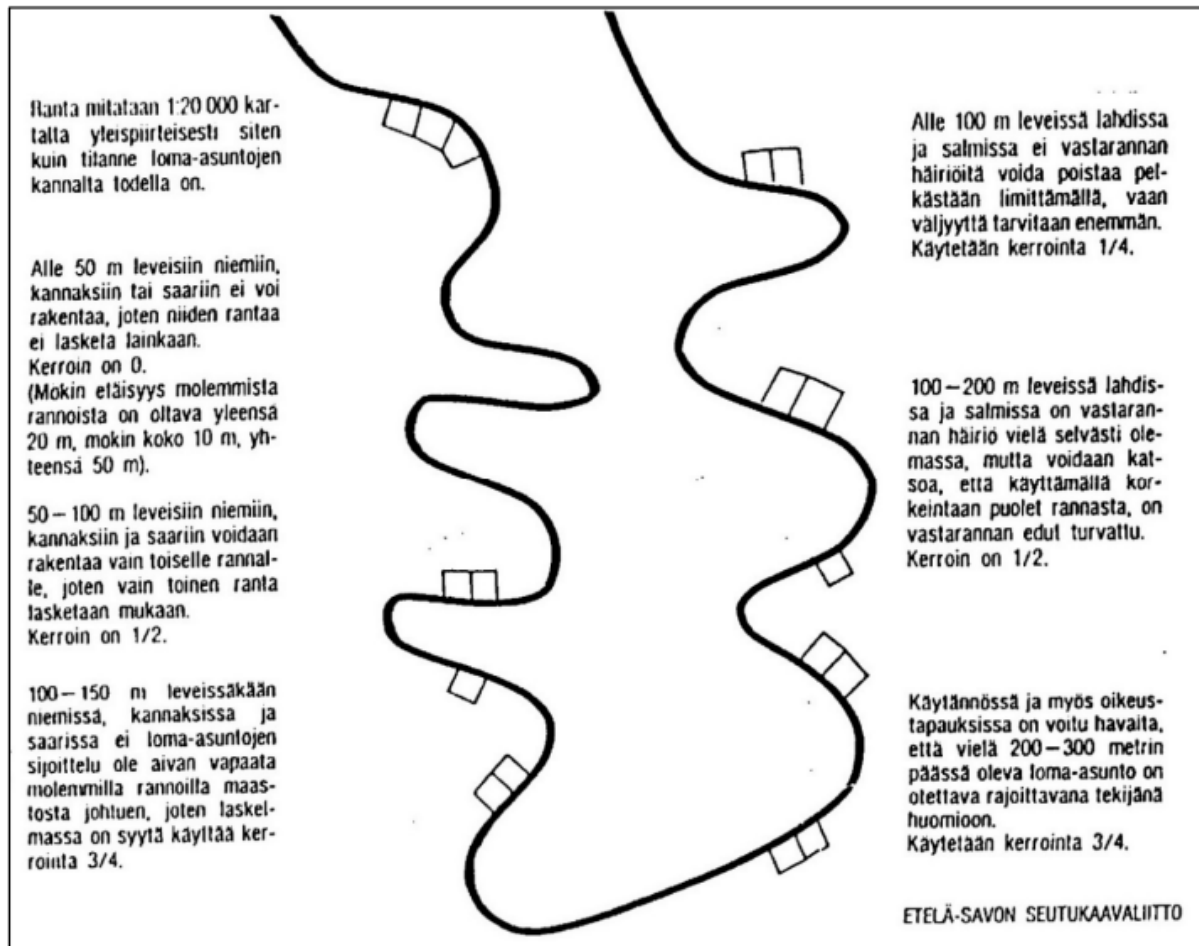 Ranta mitataan 1:20 000 kar-
talta yleispiirteisesti siten
kuin titanne loma-asuntojen
kannalta todella on.
Alle 50 m leveisiin niemiin,
kannaksiin tai saariin ei voi
rakentaa, joten niiden rantaa
ei lasketa lainkaan.
Kerroin on 0.
(Mökin etäisyys molemmista
rannoista on oltava yleensä
20 m, mökin koko 10 m, yh-
teensä 50 m).
50–100 m leveisiin niemiin,
kannaksiin ja saariin voidaan
rakentaa vain toiselle rannal-
le, joten vain toinen ranta
lasketaan mukaan.
Kerroin on 1/2.
100–150 m leveissäkään
niemissä, kannaksissa ja
saarissa ei loma-asuntojen
sijoittelu ole aivan vapaata
molemmilla rannoilla maas-
tosta johtuen, joten laskel-
massa on syytä käyttää ker-
rointa 3/4.
Alle 100 m leveissä lahdissa
ja salmissa ei vastarannan
häiriöitä voida poistaa pel-
kästään limittämällä, vaan
väljyyttä tarvitaan enemmän.
Käytetään kerrointa 1/4.
100–200 m leveissä lahdis-
sa ja salmissa on vastaran-
nan häiriö vielä selvästi ole-
massa, mutta voidaan kat-
soa, että käyttämällä kor-
keintaan puolet rannasta, on
vastarannan edut turvattu.
Kerroin on 1/2.
Käytännössä ja myös oikeus-
tapauksissa on voitu havaita,
että vielä 200–300 metrin
päässä oleva loma-asunto on
otettava rajoittavana tekijänä
huomioon.
Käytetään kerrointa 3/4.
ETELÄ-SAVON SEUTUKAAVALIITTO